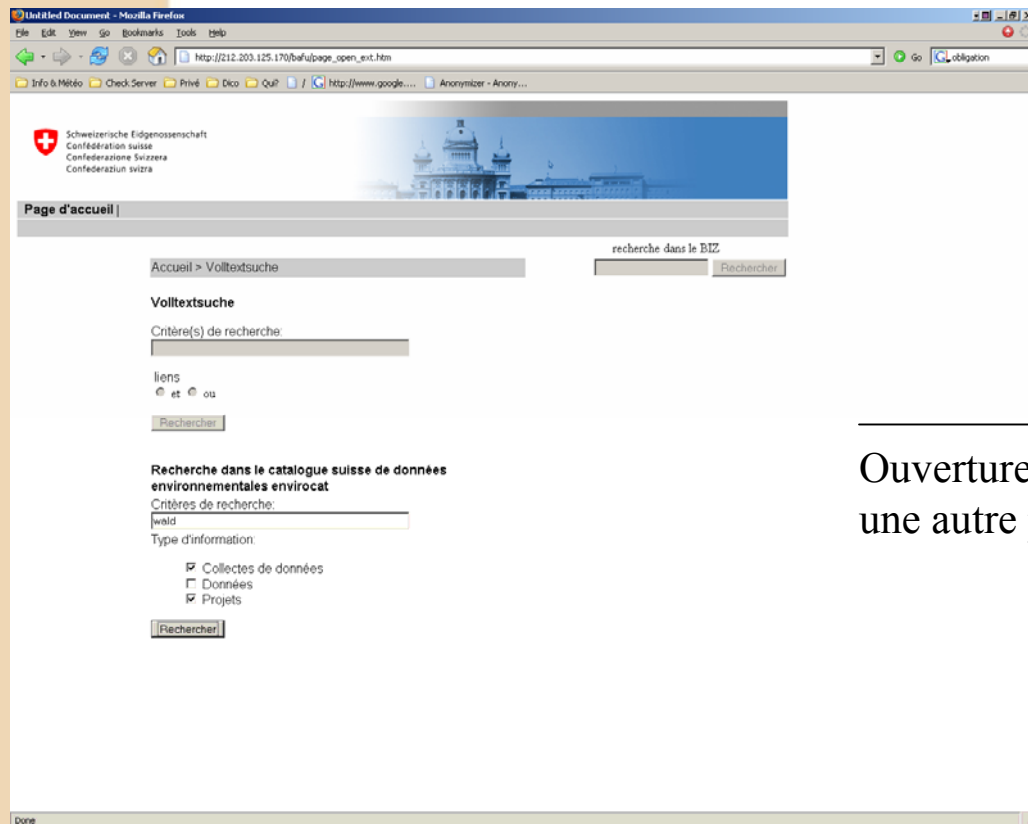 Untitled Document - Mozilla Firefox
File Edit View Go Bookmarks Tools Help
http://212.203.125.170/bafu/page_open_ext.htm
Go
obligation
Info & Météo Check Server Privé Dico Qui? / http://www.google.... Anonymizer - Anony...
Schweizerische Eidgenossenschaft
Confédération suisse
Confederazione Svizzera
Confederaziun svizra
Page d'accueil |
recherche dans le BIZ
Accueil > Volltextsuche
Rechercher
Volltextsuche
Critère(s) de recherche:
liens
et ou
Rechercher
Ouverture
une autre
Recherche dans le catalogue suisse de données
environnementales envirocat
Critères de recherche:
wald
Type d'information:
Collectes de données
Données
Projets
Rechercher
Done